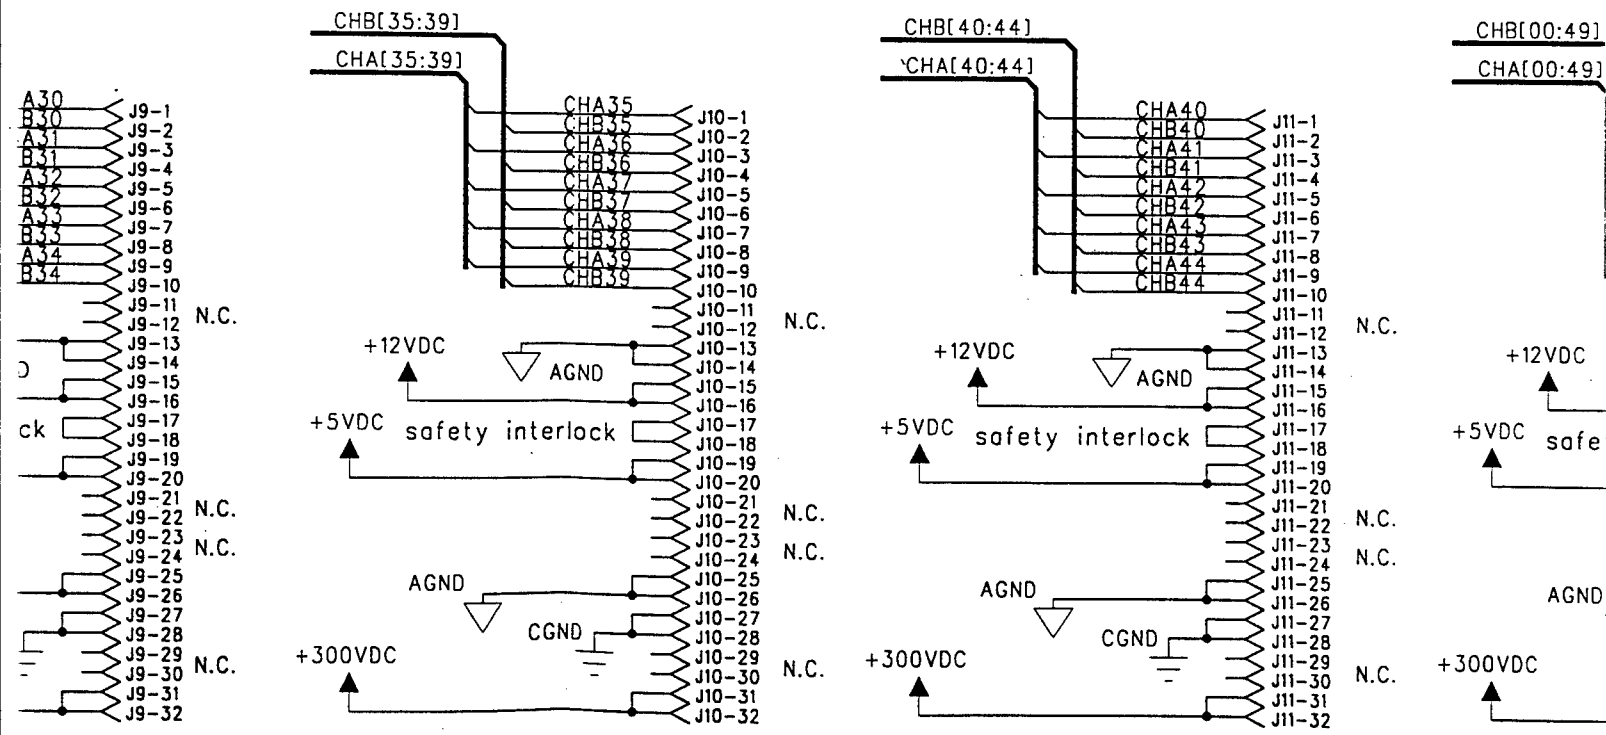 A30
B30
A31
B31
A32
B32
A33
B33
A34
B34
J9-1
J9-2
J9-3
J9-4
J9-5
J9-6
J9-7
J9-8
J9-9
J9-10
J9-11
J9-12
J9-13
J9-14
J9-15
J9-16
J9-17
J9-18
J9-19
J9-20
J9-21
J9-22
J9-23
J9-24
J9-25
J9-26
J9-27
J9-28
J9-29
J9-30
J9-31
J9-32
N.C.
ck
N.C.
N.C.
N.C.
CHB[35:39]
CHA[35:39]
CHA35
CHB35
CHA36
CHB36
CHA37
CHB37
CHA38
CHB38
CHA39
CHB39
J10-1
J10-2
J10-3
J10-4
J10-5
J10-6
J10-7
J10-8
J10-9
J10-10
J10-11
J10-12
J10-13
J10-14
J10-15
J10-16
J10-17
J10-18
J10-19
J10-20
J10-21
J10-22
J10-23
J10-24
J10-25
J10-26
J10-27
J10-28
J10-29
J10-30
J10-31
J10-32
N.C.
+12VDC
AGND
+5VDC
safety interlock
N.C.
N.C.
AGND
CGND
+300VDC
N.C.
CHB[40:44]
CHA[40:44]
CHA40
CHB40
CHA41
CHB41
CHA42
CHB42
CHA43
CHB43
CHA44
CHB44
J11-1
J11-2
J11-3
J11-4
J11-5
J11-6
J11-7
J11-8
J11-9
J11-10
J11-11
J11-12
J11-13
J11-14
J11-15
J11-16
J11-17
J11-18
J11-19
J11-20
J11-21
J11-22
J11-23
J11-24
J11-25
J11-26
J11-27
J11-28
J11-29
J11-30
J11-31
J11-32
N.C.
+12VDC
AGND
+5VDC
safety interlock
N.C.
N.C.
AGND
CGND
+300VDC
N.C.
CHB[00:49]
CHA[00:49]
+12VDC
+5VDC
safe
AGND
+300VDC